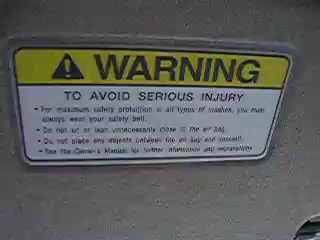 WARNING
TO AVOID SERIOUS INJURY
• For maximum safety protection in all types of crashes, you must
always wear your safety belt.
• Do not sit or lean unnecessarily close to the air bag.
• Do not place any objects between the air bag and yourself.
• See the Owner's Manual for further information and explanations.